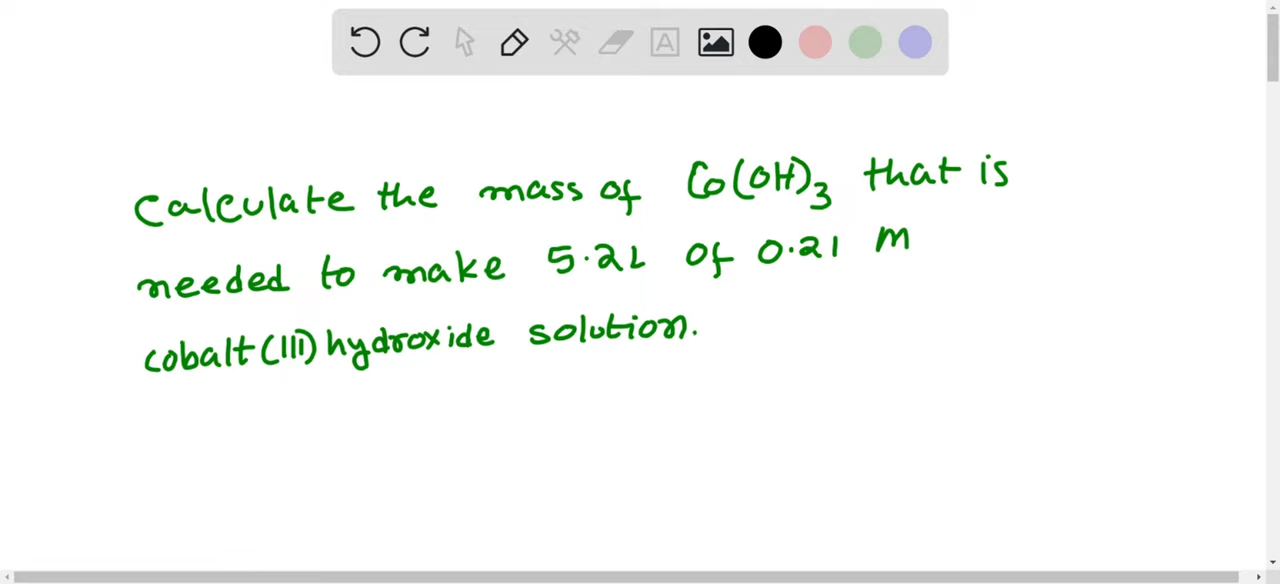 Calculate the mass of Co(OH)₃ that is
needed to make 5.2L of 0.21 M
cobalt(III) hydroxide solution.